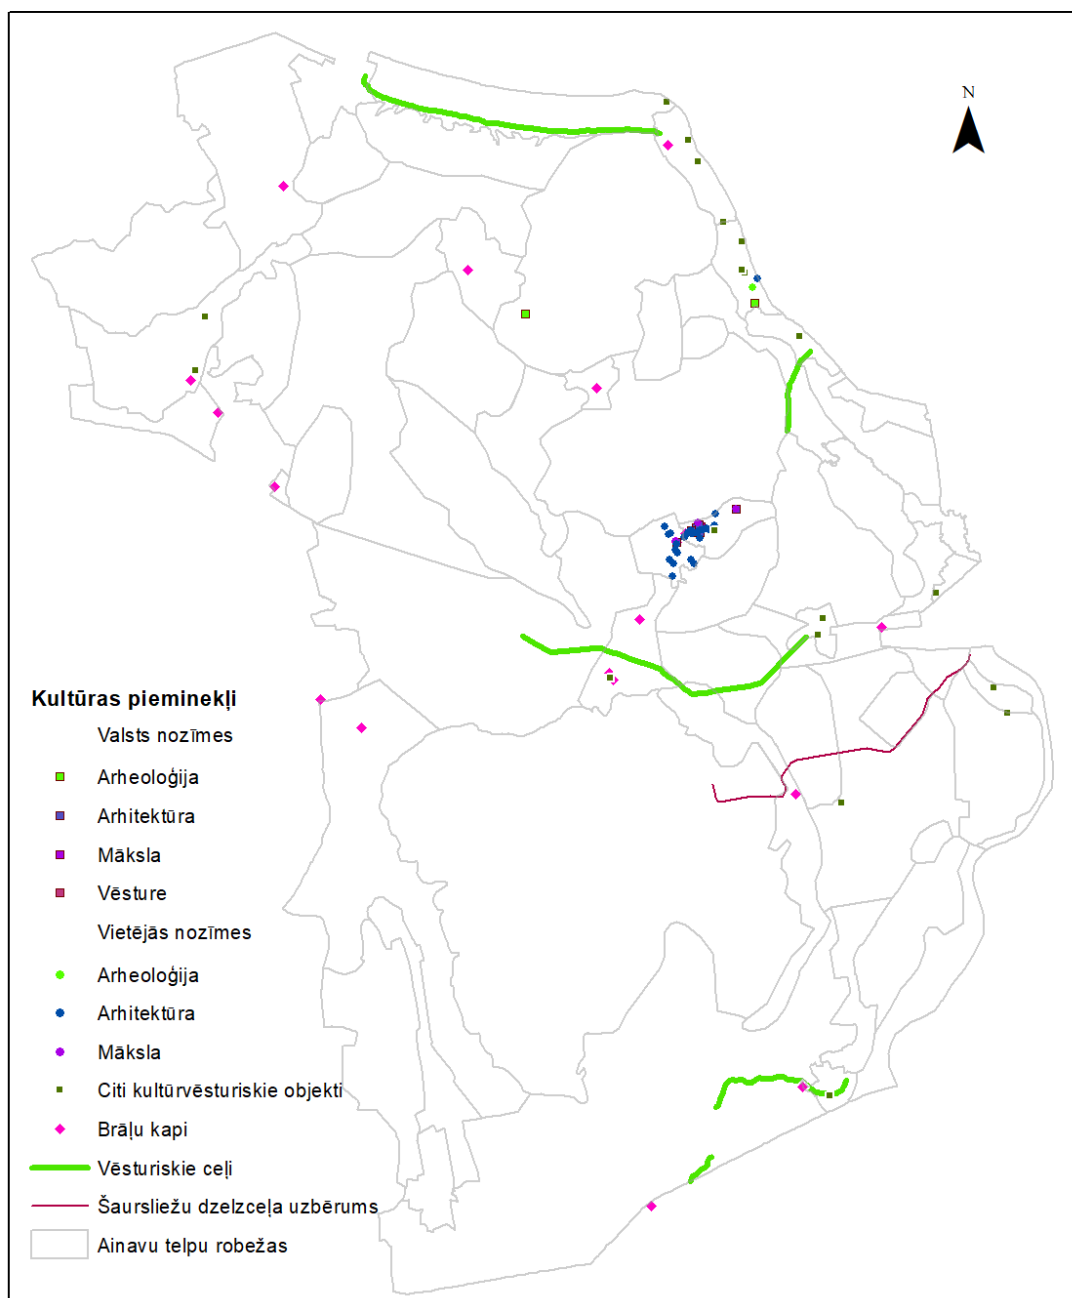 N
Kultūras pieminekļi
Valsts nozīmes
Arheoloģija
Arhitektūra
Māksla
Vēsture
Vietējās nozīmes
Arheoloģija
Arhitektūra
Māksla
Citi kultūrvēsturiskie objekti
Brāļu kapi
Vēsturiskie ceļi
Šaursliežu dzelzceļa uzbērums
Ainavu telpu robežas